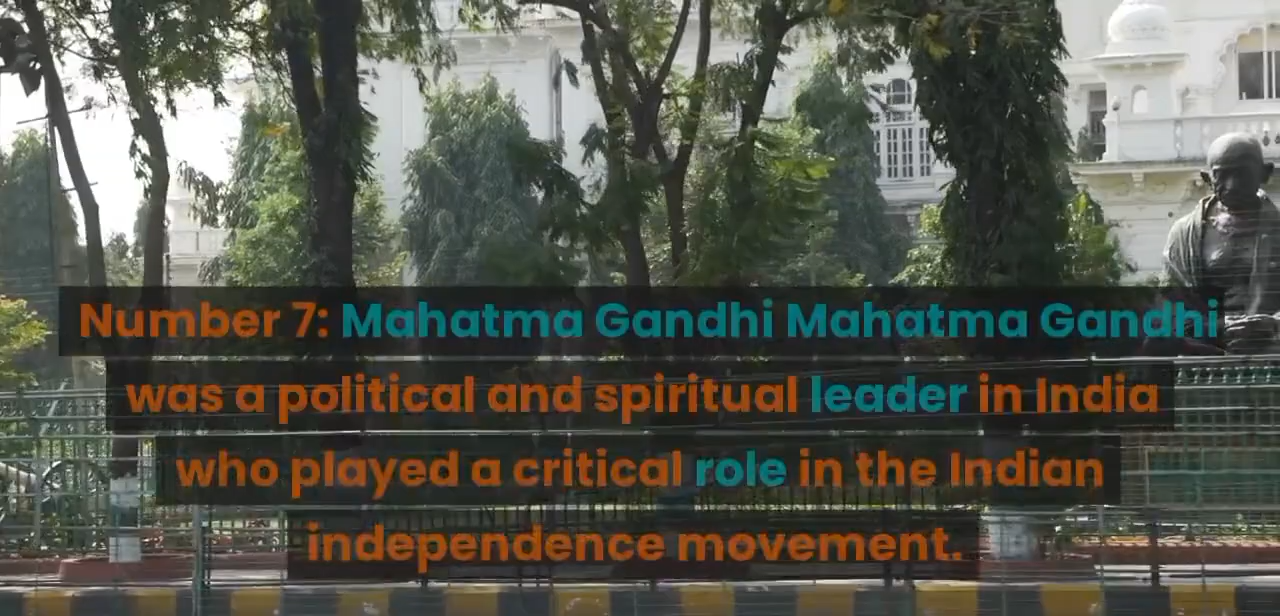 Number 7: Mahatma Gandhi Mahatma Gandhi
was a political and spiritual leader in India
who played a critical role in the Indian
independence movement.